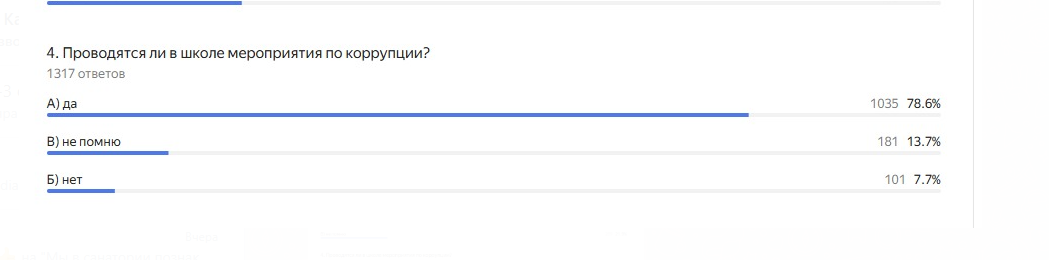 4. Проводятся ли в школе мероприятия по коррупции?
1317 ответов
А) да 1035 78.6%
В) не помню 181 13.7%
Б) нет 101 7.7%